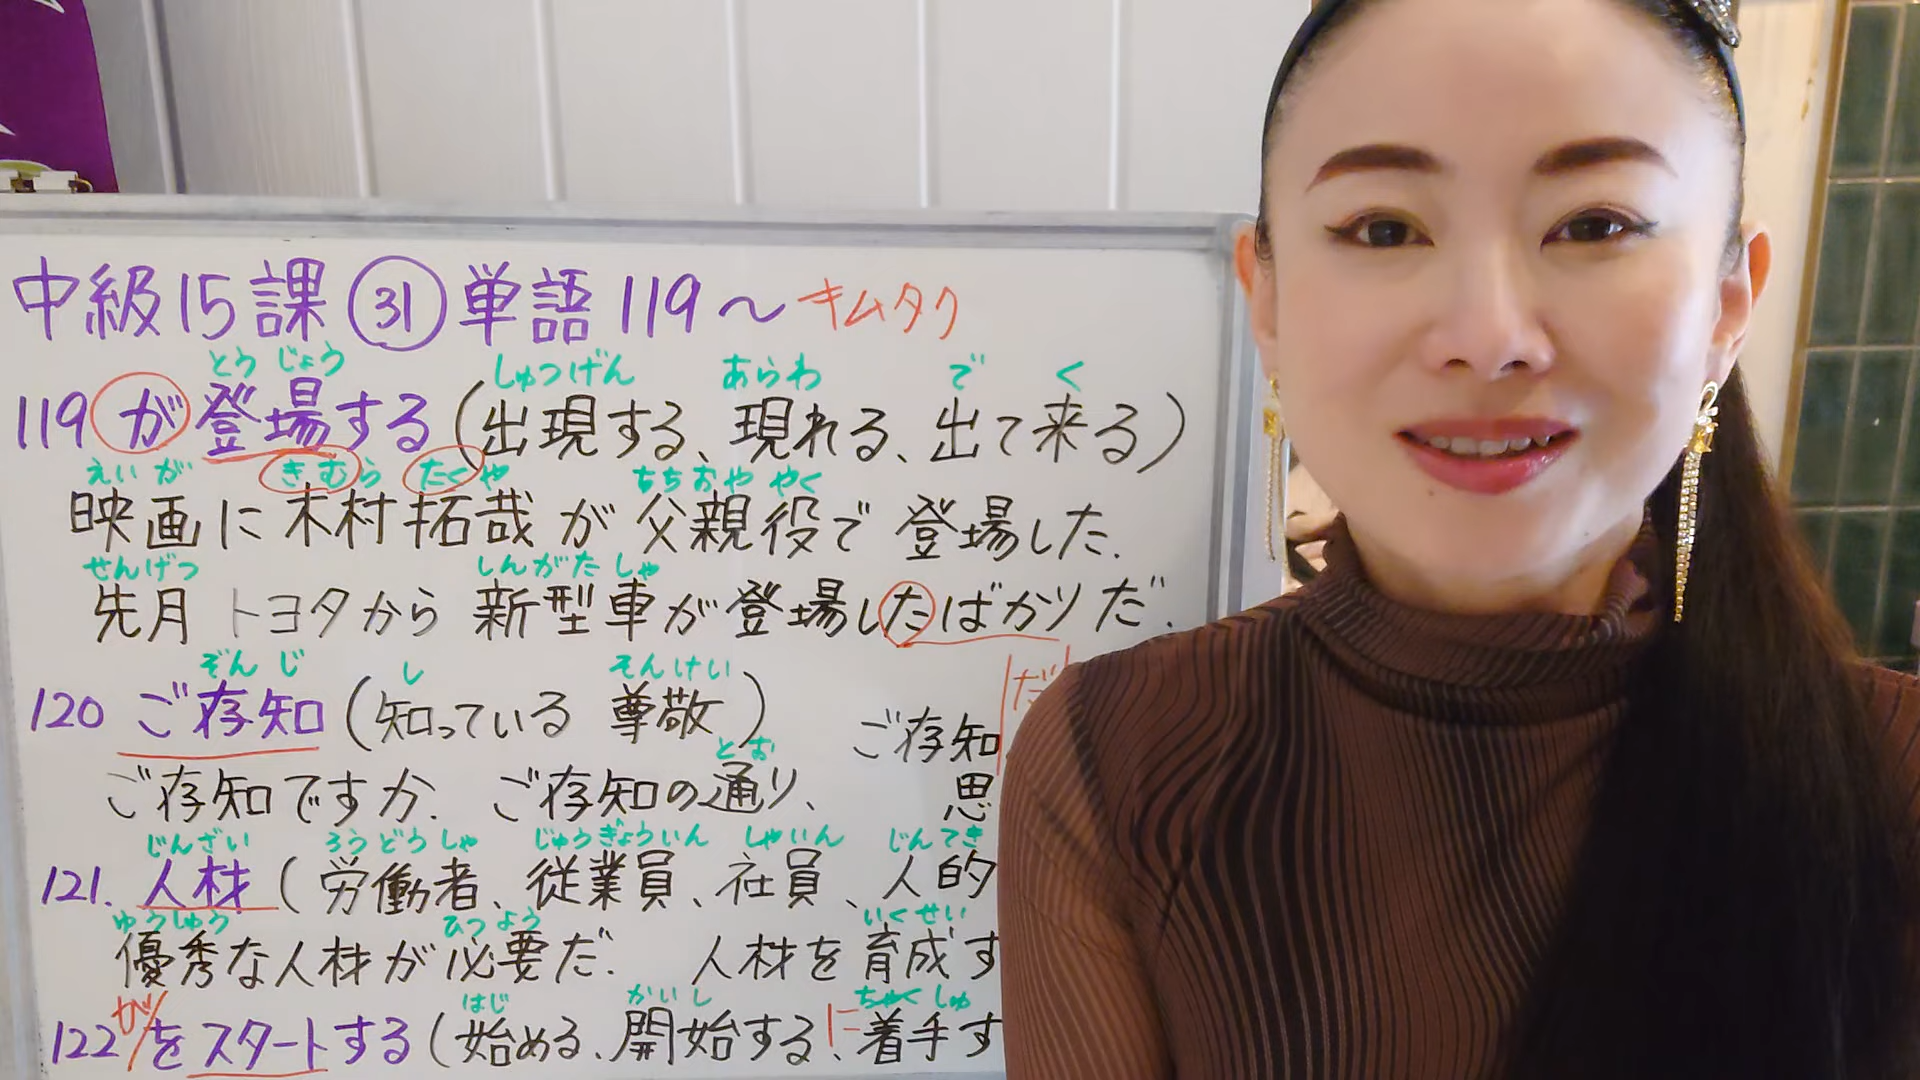 中級15課 ㉛ 単語119～ キムタク
とうじょう しゅつげん あらわ で く
119 が登場する(出現する、現れる、出て来る)
えいが きむら たくや ちちおややく
映画に木村拓哉が父親役で登場した.
せんげつ しんがたしゃ
先月トヨタから新型車が登場したばかりだ.
ぞんじ し そんけい
120 ご存知(知っている 尊敬)
だ
ご存知
とお
ご存知ですか. ご存知の通り、 思
じんざい ろうどうしゃ じゅうぎょういん しゃいん じんてき
121. 人材(労働者、従業員、社員、人的
ゆうしゅう ひつよう いくせい
優秀な人材が必要だ. 人材を育成す
はじ かいし ちゃくしゅ
122 が/をスタートする(始める、開始する、に着手す